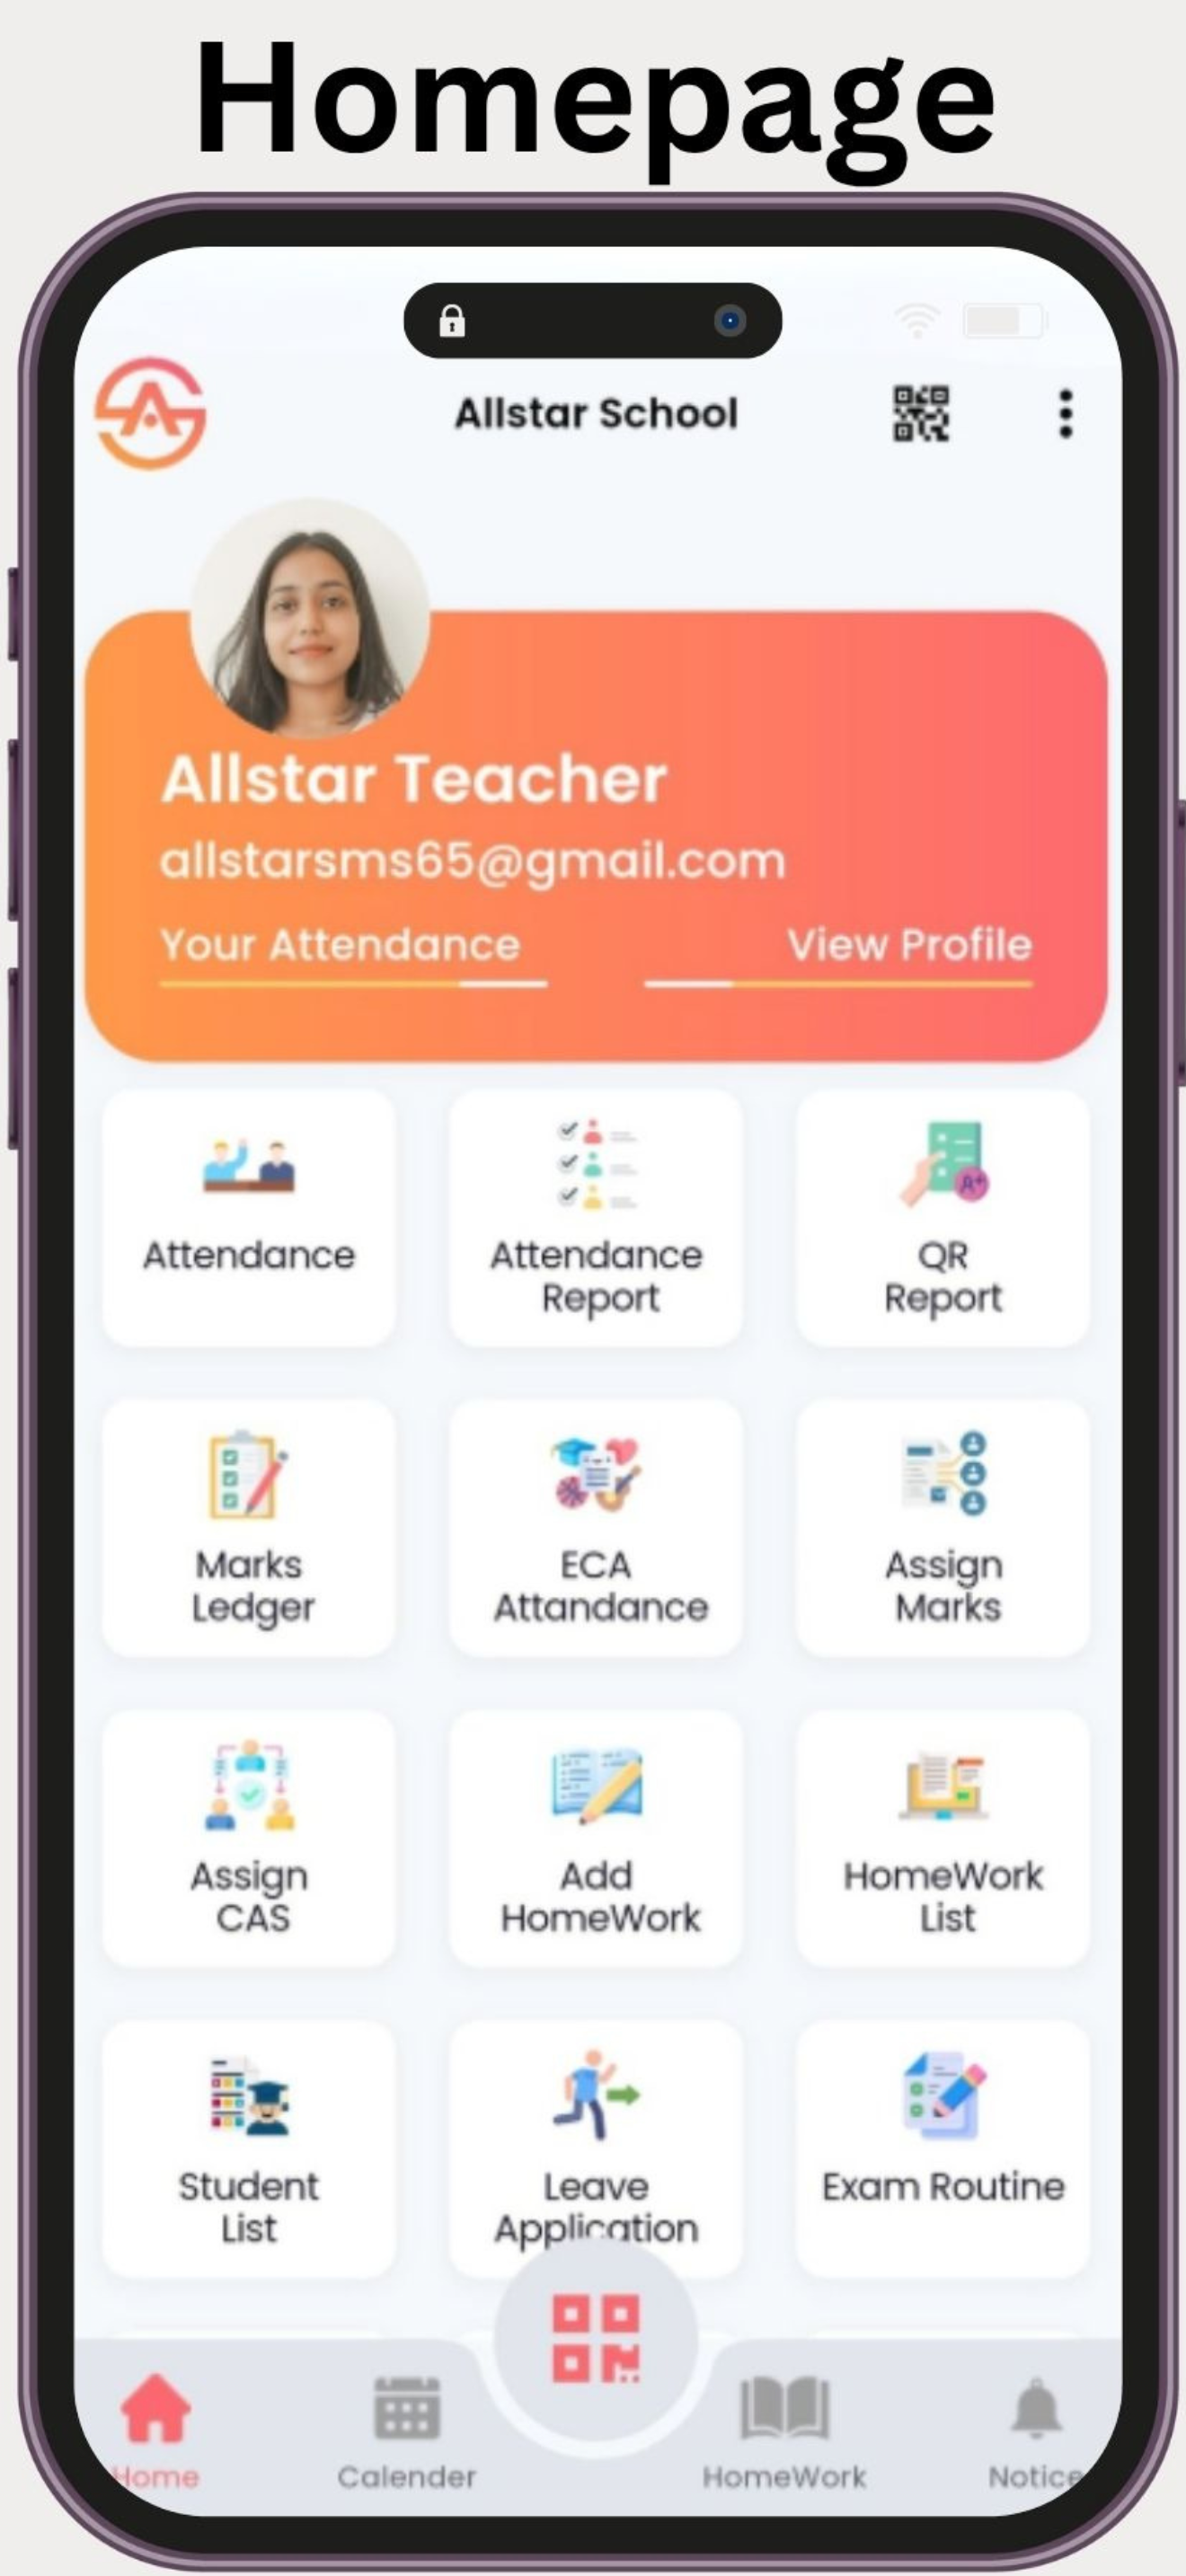 Homepage
Allstar School
Allstar Teacher
allstarsms65@gmail.com
Your Attendance View Profile
Attendance
Attendance
Report
QR
Report
A+
Marks
Ledger
ECA
Attandance
Assign
Marks
Assign
CAS
Add
HomeWork
HomeWork
List
Student
List
Leave
Application
Exam Routine
Home
Calender
HomeWork
Notice